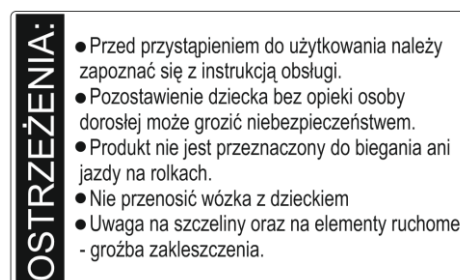 OSTRZEŻENIA:
● Przed przystąpieniem do użytkowania należy
zapoznać się z instrukcją obsługi.
● Pozostawienie dziecka bez opieki osoby
dorosłej może grozić niebezpieczeństwem.
● Produkt nie jest przeznaczony do biegania ani
jazdy na rolkach.
● Nie przenosić wózka z dzieckiem
● Uwaga na szczeliny oraz na elementy ruchome
- groźba zakleszczenia.